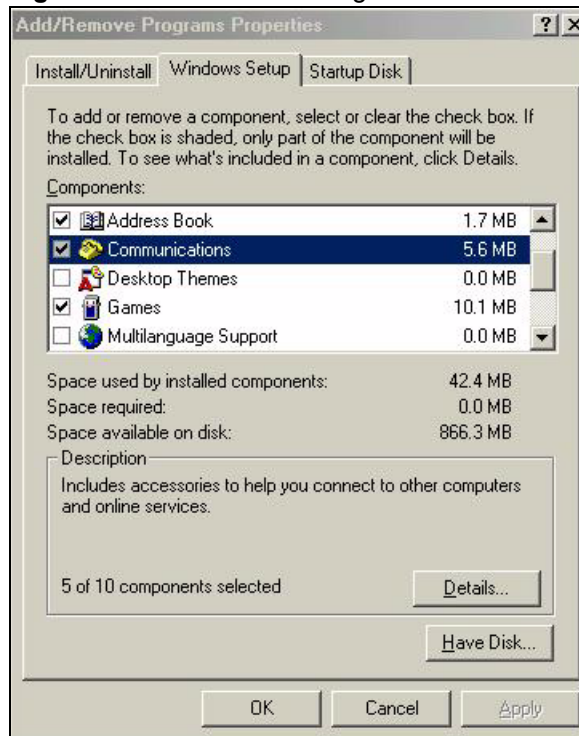 Add/Remove Programs Properties
Install/Uninstall Windows Setup Startup Disk
To add or remove a component, select or clear the check box. If
the check box is shaded, only part of the component will be
installed. To see what's included in a component, click Details.
Components:
Address Book 1.7 MB
Communications 5.6 MB
Desktop Themes 0.0 MB
Games 10.1 MB
Multilanguage Support 0.0 MB
Space used by installed components: 42.4 MB
Space required: 0.0 MB
Space available on disk: 866.3 MB
Description
Includes accessories to help you connect to other computers
and online services.
5 of 10 components selected
Details...
Have Disk...
OK Cancel Apply